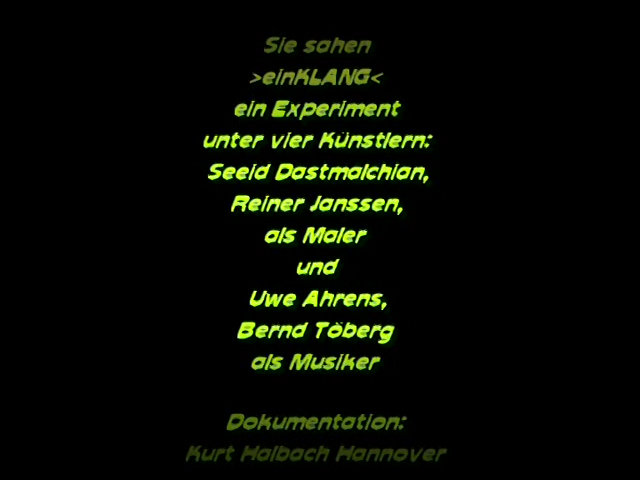 Sie sahen
>einKLANG<
ein Experiment
unter vier Künstlern:
Seeid Dastmalchian,
Reiner Janssen,
als Maler
und
Uwe Ahrens,
Bernd Töberg
als Musiker
Dokumentation:
Kurt Halbach Hannover